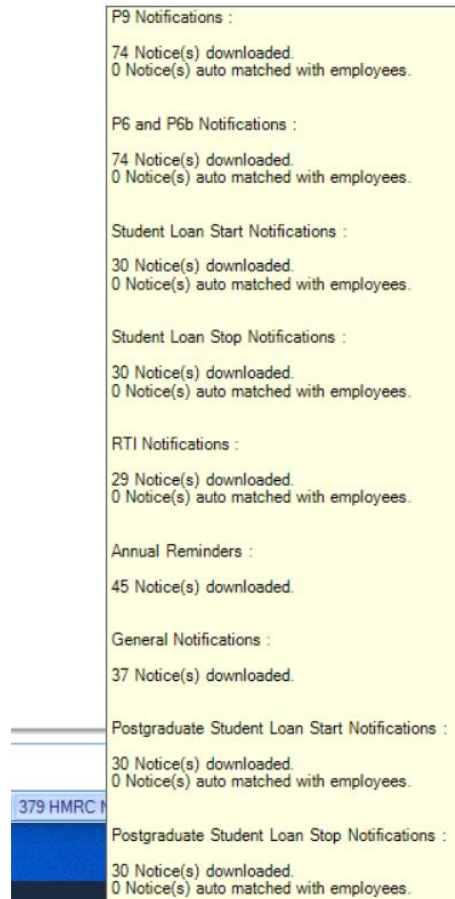 P9 Notifications :
74 Notice(s) downloaded.
0 Notice(s) auto matched with employees.
P6 and P6b Notifications :
74 Notice(s) downloaded.
0 Notice(s) auto matched with employees.
Student Loan Start Notifications :
30 Notice(s) downloaded.
0 Notice(s) auto matched with employees.
Student Loan Stop Notifications :
30 Notice(s) downloaded.
0 Notice(s) auto matched with employees.
RTI Notifications :
29 Notice(s) downloaded.
0 Notice(s) auto matched with employees.
Annual Reminders :
45 Notice(s) downloaded.
General Notifications :
37 Notice(s) downloaded.
Postgraduate Student Loan Start Notifications :
30 Notice(s) downloaded.
0 Notice(s) auto matched with employees.
379 HMRC N
Postgraduate Student Loan Stop Notifications :
30 Notice(s) downloaded.
0 Notice(s) auto matched with employees.